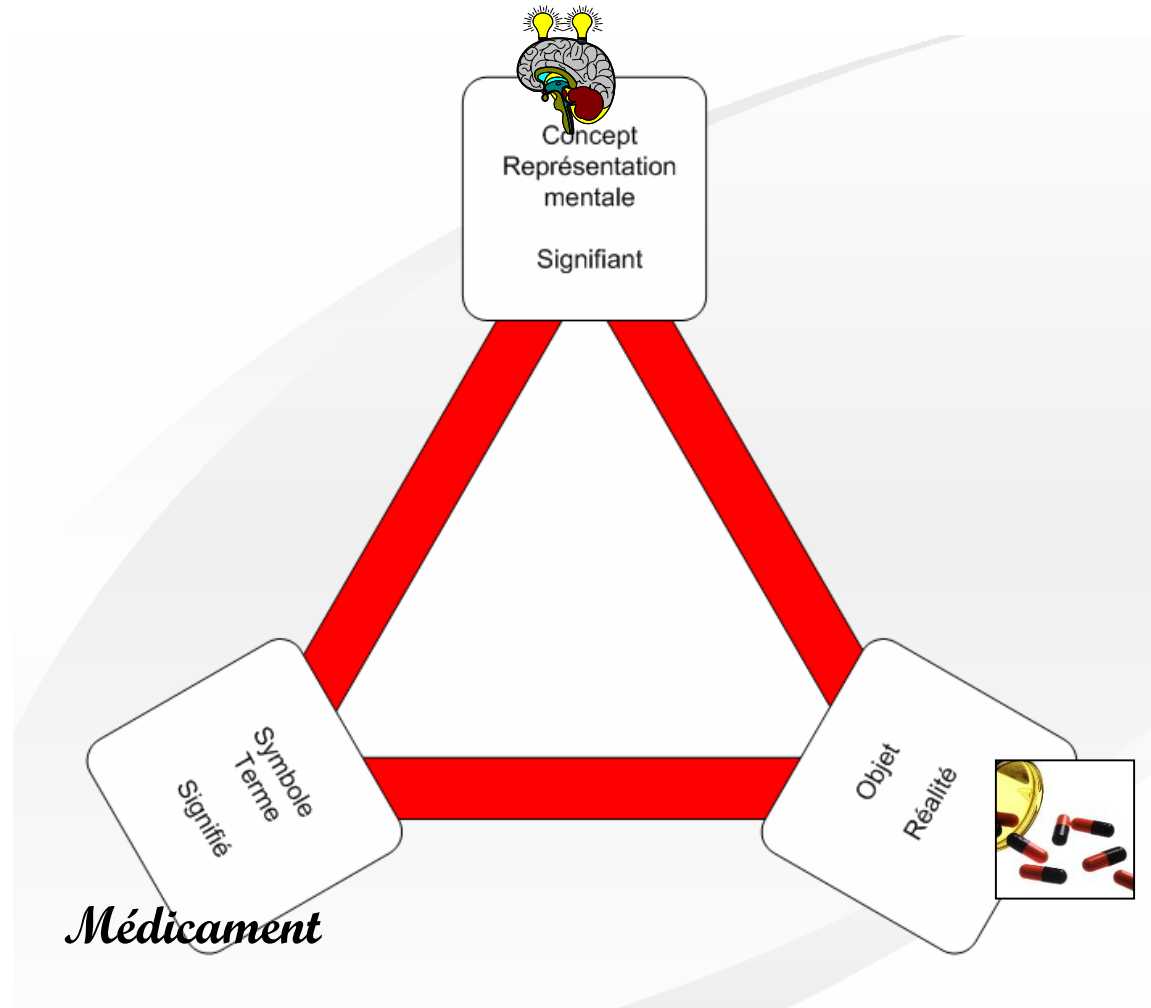 Concept
Représentation
mentale
Signifiant
Symbole
Terme
Signifié
Objet
Réalité
Médicament